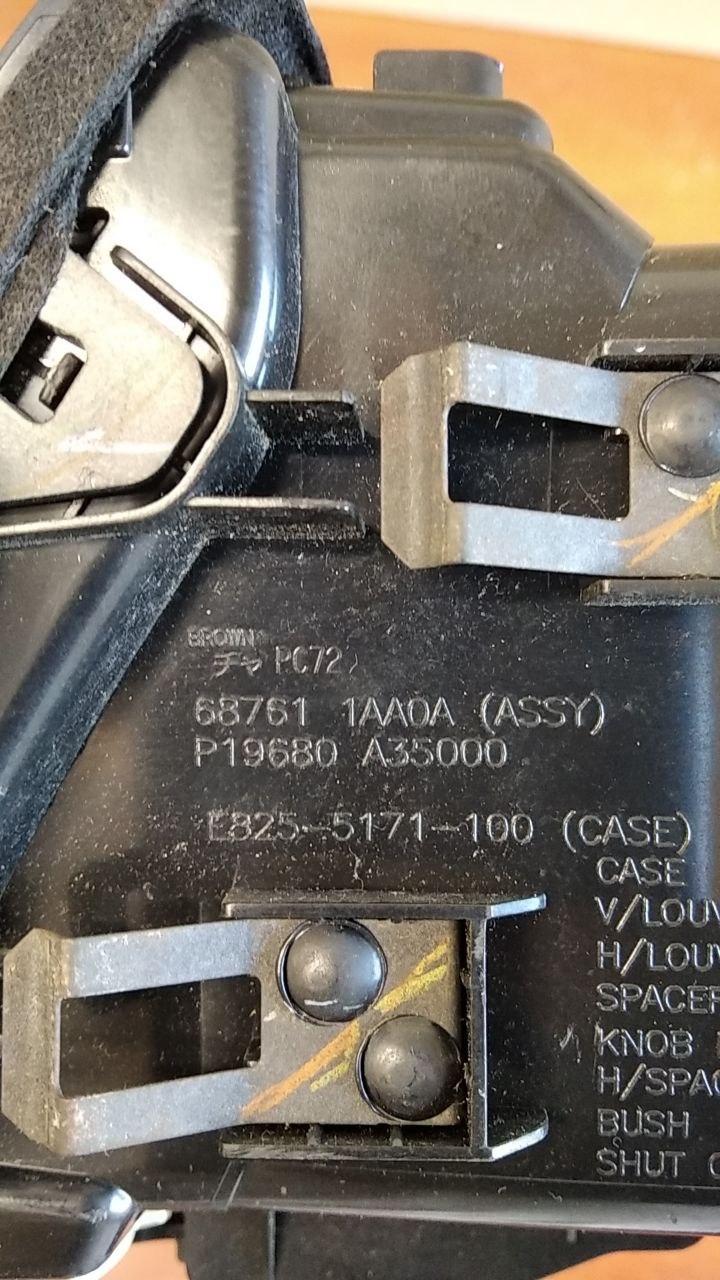 BROWN
チャ PC72
68761 1AA0A (ASSY)
P19680 A35000
E825-5171-100 (CASE)
CASE
V/LOUV
H/LOUV
SPACER
KNOB
H/SPAC
BUSH
SHUT